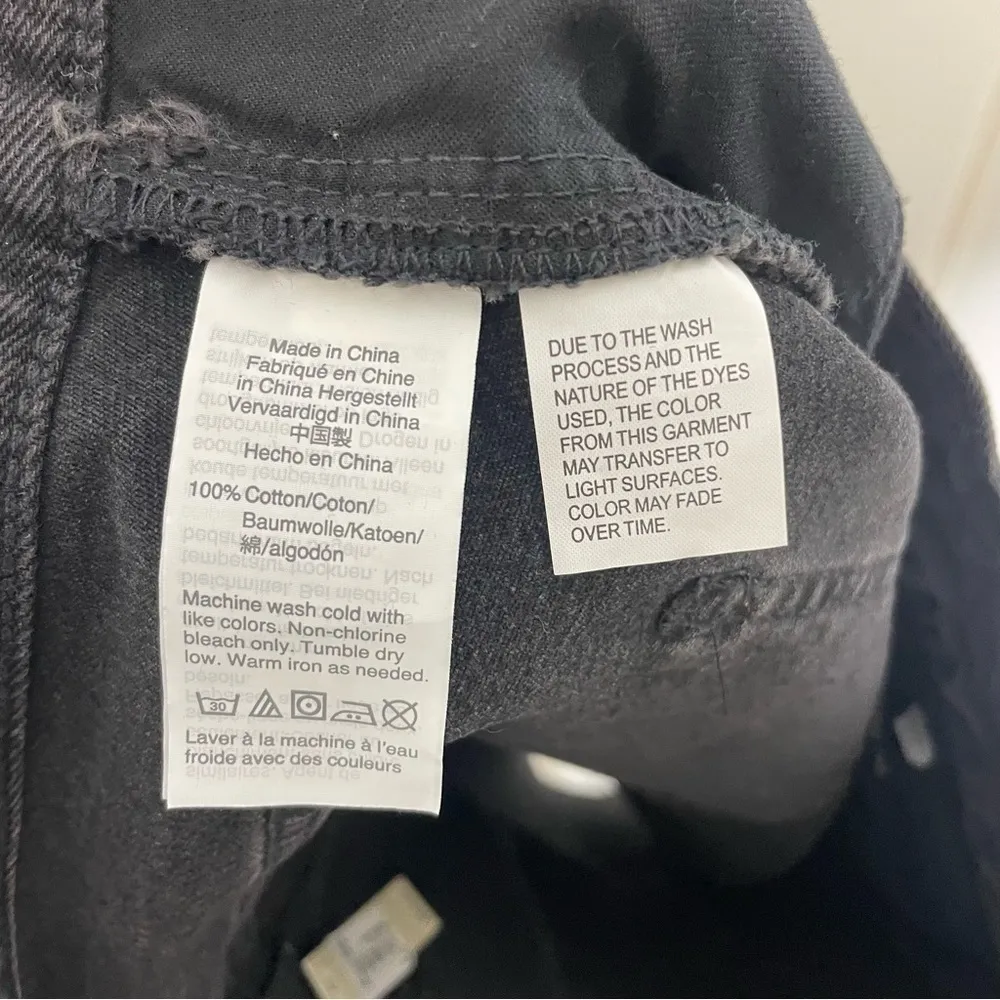 Made in China
Fabriqué en Chine
in China Hergestellt
Vervaardigd in China
中国製
Hecho en China
100% Cotton/Coton/
Baumwolle/Katoen/
綿/algodón
Machine wash cold with
like colors. Non-chlorine
bleach only. Tumble dry
low. Warm iron as needed.
30
Laver à la machine à l'eau
froide avec des couleurs
DUE TO THE WASH
PROCESS AND THE
NATURE OF THE DYES
USED, THE COLOR
FROM THIS GARMENT
MAY TRANSFER TO
LIGHT SURFACES.
COLOR MAY FADE
OVER TIME.